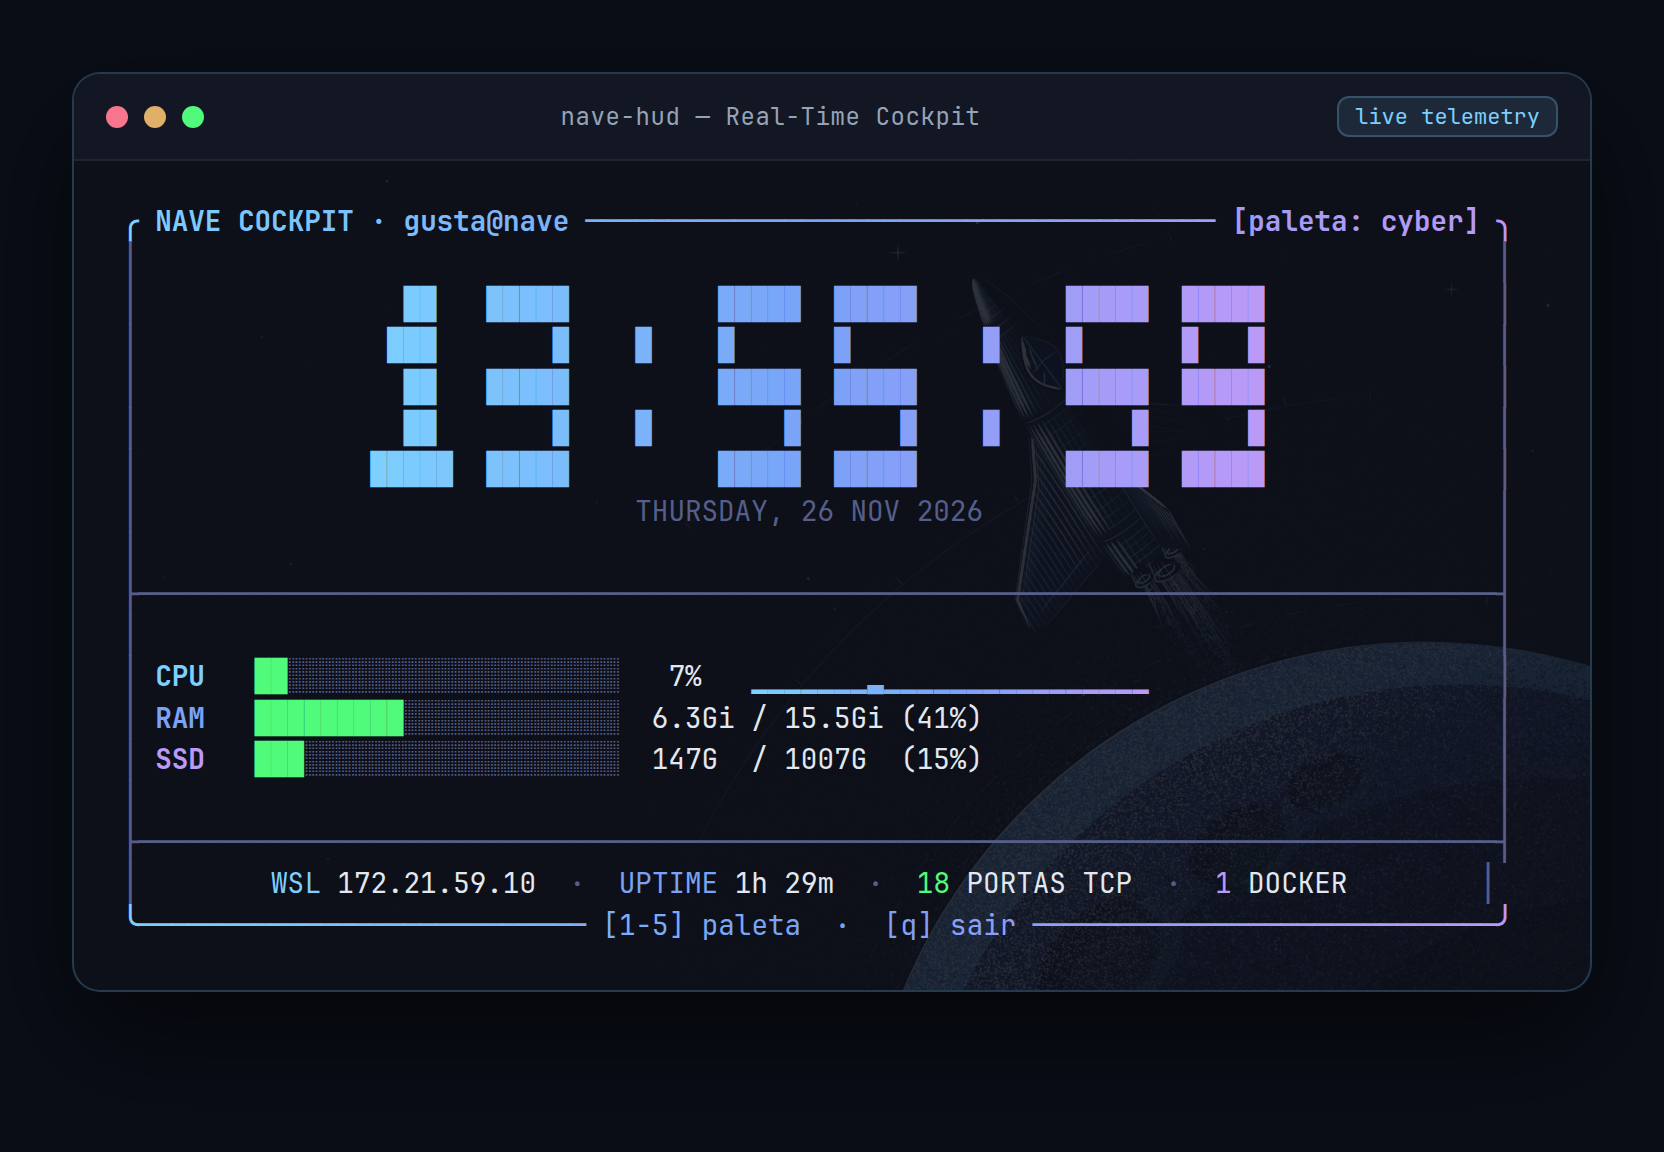 nave-hud — Real-Time Cockpit
live telemetry
NAVE COCKPIT · gusta@nave
[paleta: cyber]
13:55:59
THURSDAY, 26 NOV 2026
CPU 7%
RAM 6.3Gi / 15.5Gi (41%)
SSD 147G / 1007G (15%)
WSL 172.21.59.10 · UPTIME 1h 29m · 18 PORTAS TCP · 1 DOCKER
[1-5] paleta · [q] sair